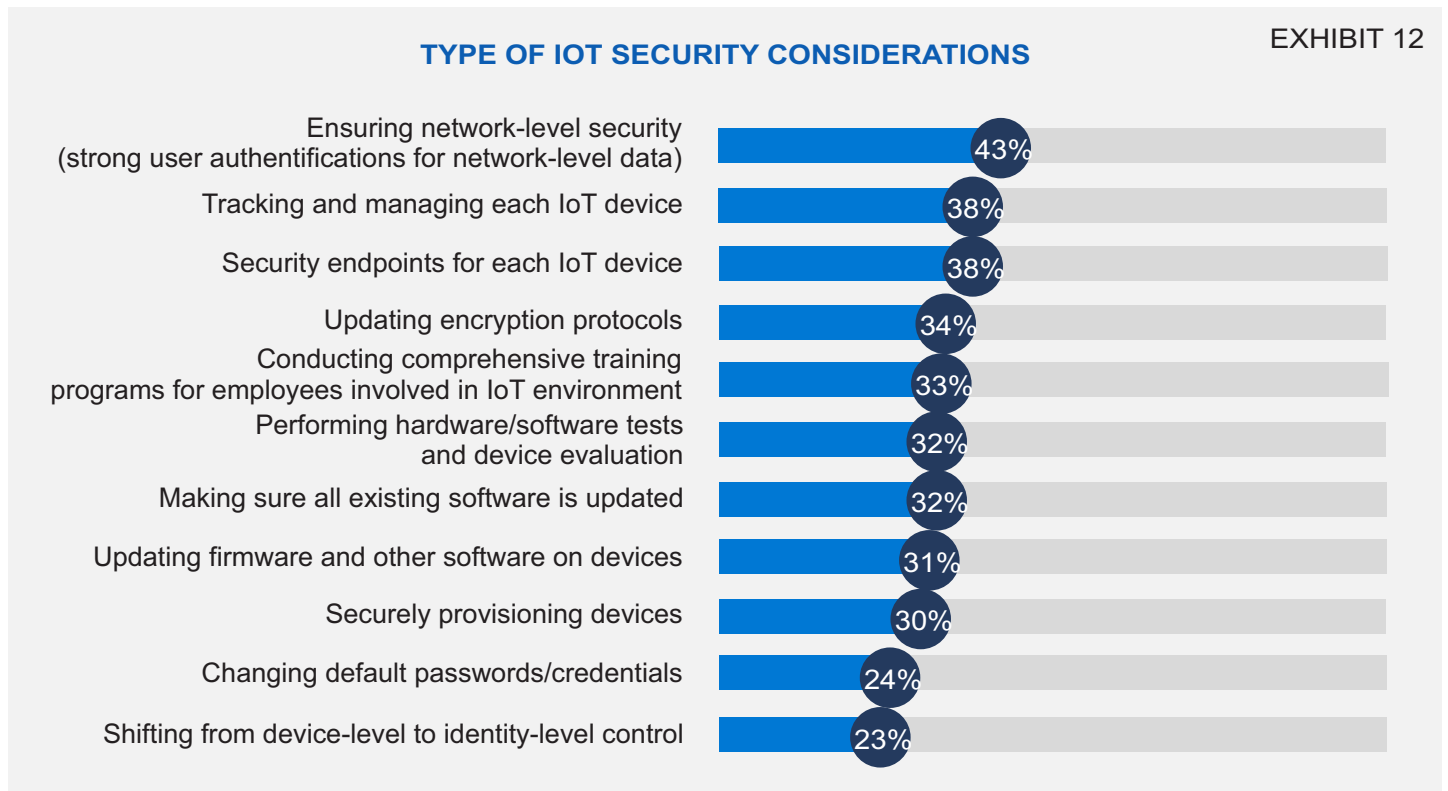 EXHIBIT 12
TYPE OF IOT SECURITY CONSIDERATIONS
Ensuring network-level security
(strong user authentifications for network-level data)
43%
Tracking and managing each IoT device
38%
Security endpoints for each IoT device
38%
Updating encryption protocols
34%
Conducting comprehensive training
programs for employees involved in IoT environment
33%
Performing hardware/software tests
and device evaluation
32%
Making sure all existing software is updated
32%
Updating firmware and other software on devices
31%
Securely provisioning devices
30%
Changing default passwords/credentials
24%
Shifting from device-level to identity-level control
23%